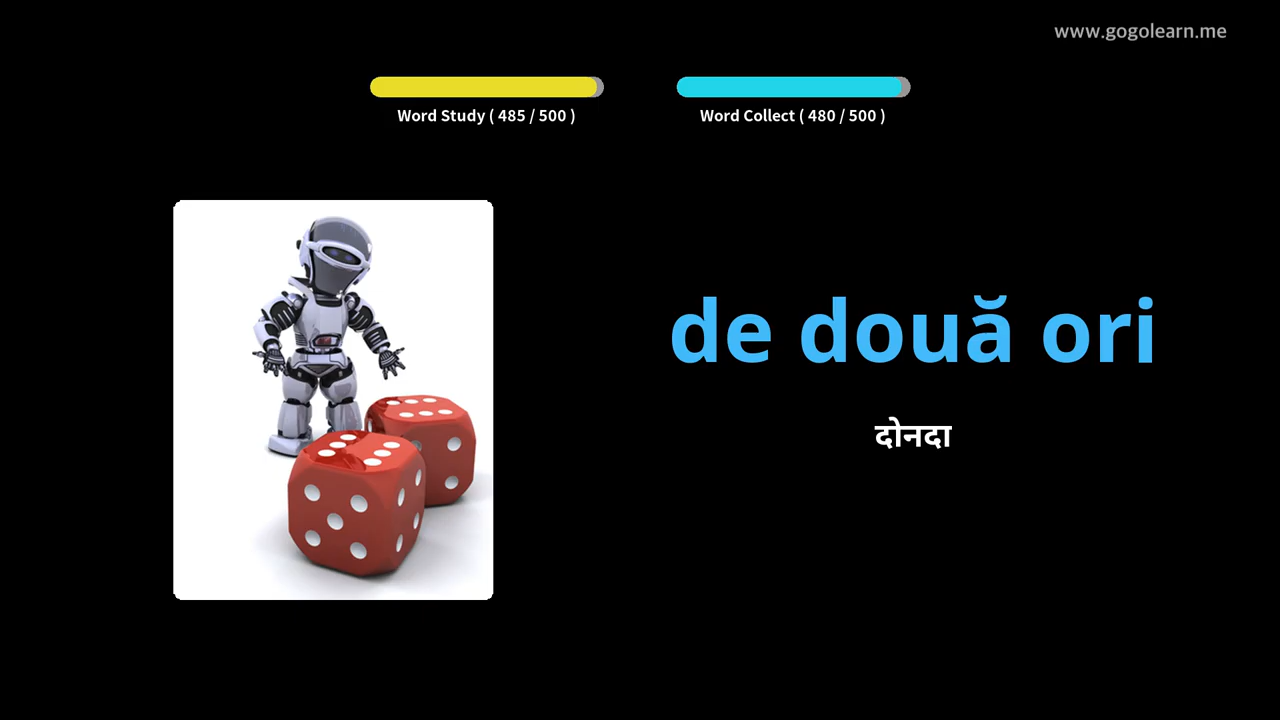 www.gogolearn.me
Word Study ( 485 / 500 )
Word Collect ( 480 / 500 )
de două ori
दोनदा